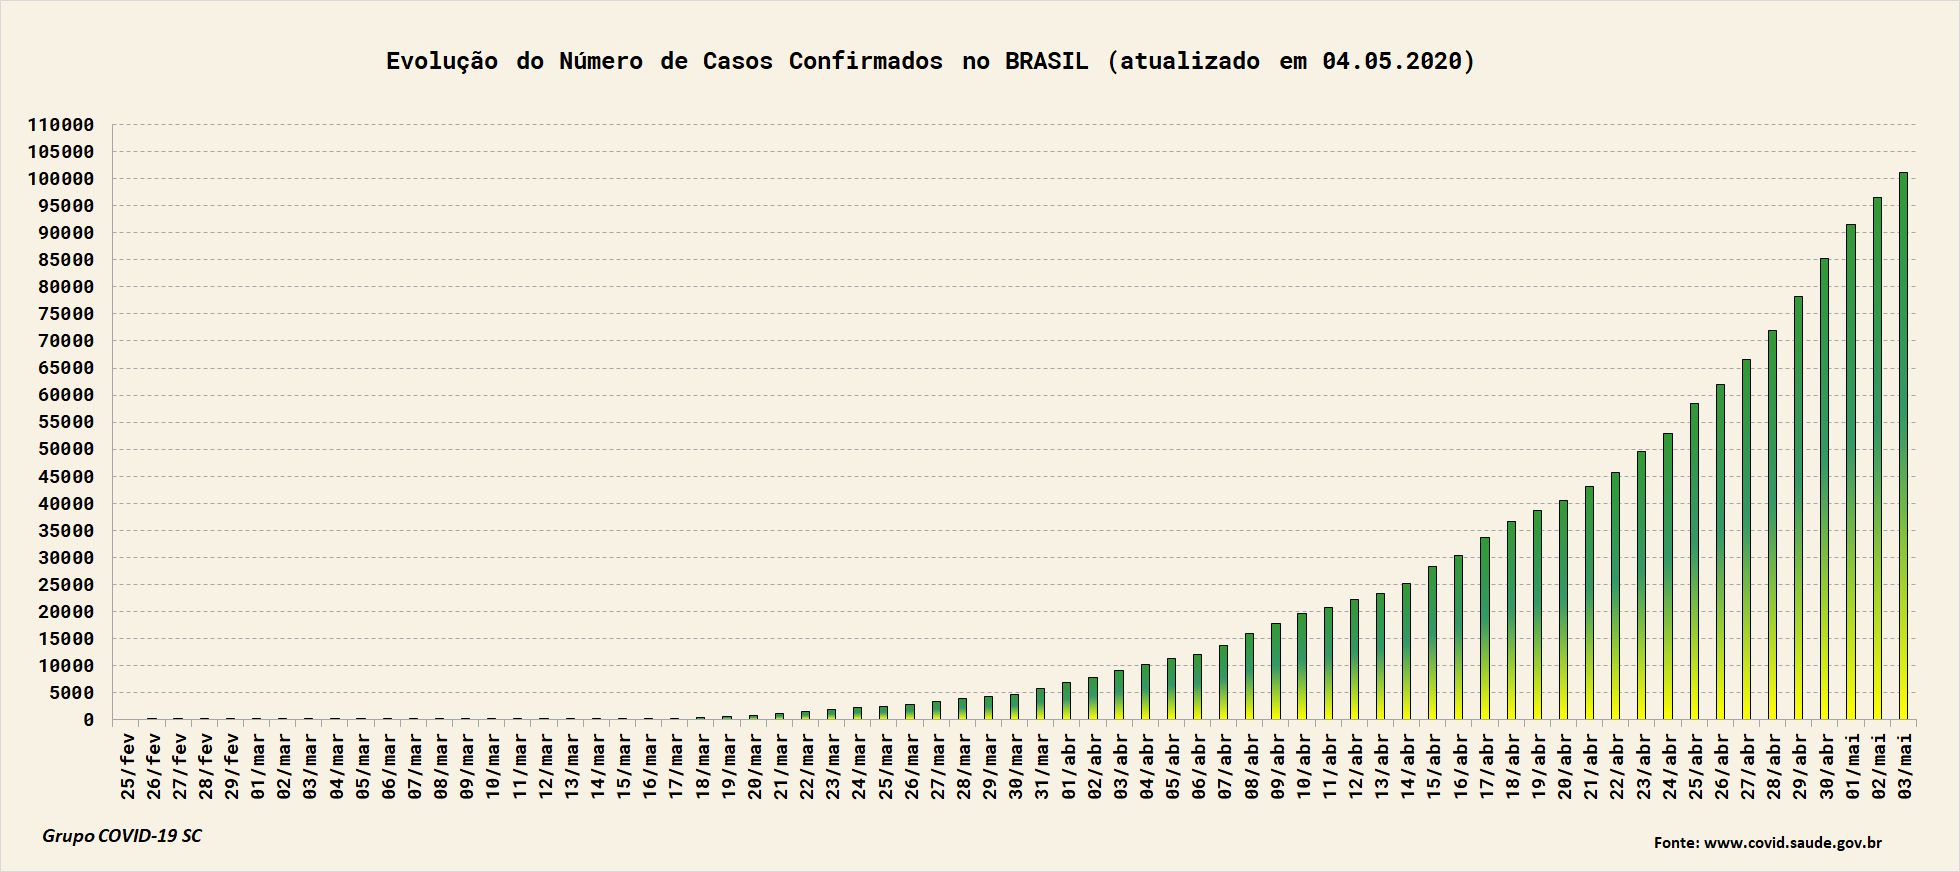 Evolução do Número de Casos Confirmados no BRASIL (atualizado em 04.05.2020)
110000
105000
100000
95000
90000
85000
80000
75000
70000
65000
60000
55000
50000
45000
40000
35000
30000
25000
20000
15000
10000
5000
0
25/fev
26/fev
27/fev
28/fev
29/fev
01/mar
02/mar
03/mar
04/mar
05/mar
06/mar
07/mar
08/mar
09/mar
10/mar
11/mar
12/mar
13/mar
14/mar
15/mar
16/mar
17/mar
18/mar
19/mar
20/mar
21/mar
22/mar
23/mar
24/mar
25/mar
26/mar
27/mar
28/mar
29/mar
30/mar
31/mar
01/abr
02/abr
03/abr
04/abr
05/abr
06/abr
07/abr
08/abr
09/abr
10/abr
11/abr
12/abr
13/abr
14/abr
15/abr
16/abr
17/abr
18/abr
19/abr
20/abr
21/abr
22/abr
23/abr
24/abr
25/abr
26/abr
27/abr
28/abr
29/abr
30/abr
01/mai
02/mai
03/mai
Grupo COVID-19 SC
Fonte: www.covid.saude.gov.br